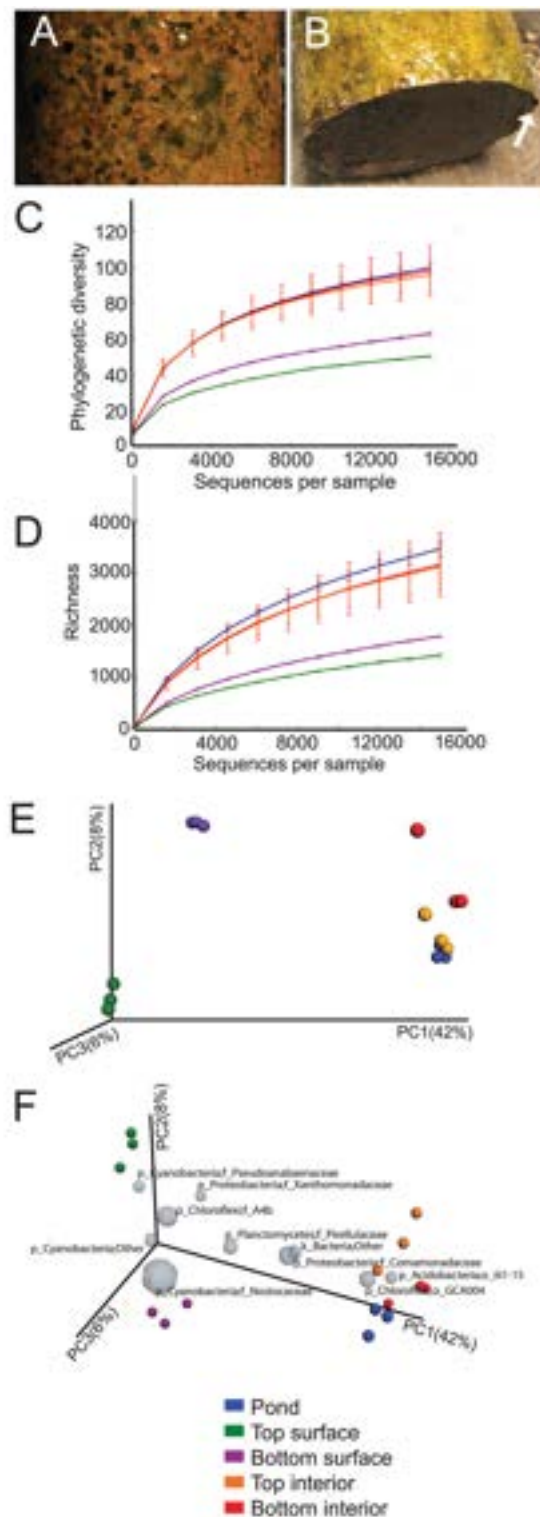 A
B
C
Phylogenetic diversity
120
100
80
60
40
20
0
0 4000 8000 12000 16000
Sequences per sample
D
Richness
4000
3000
2000
1000
0
0 4000 8000 12000 16000
Sequences per sample
E
PC2(8%)
PC3(6%)
PC1(42%)
F
PC2(8%)
p_Cyanobacteria;f_Pseudanabaenaceae
p_Proteobacteria;f_Xanthomonadaceae
p_Chloroflexi;f_A4b
p_Planctomycetes;f_Pirellulaceae
p_Cyanobacteria;Other
k_Bacteria;Other
p_Proteobacteria;f_Comamonadaceae
p_Cyanobacteria;f_Nostocaceae
PC3(6%)
PC1(42%)
Pond
Top surface
Bottom surface
Top interior
Bottom interior